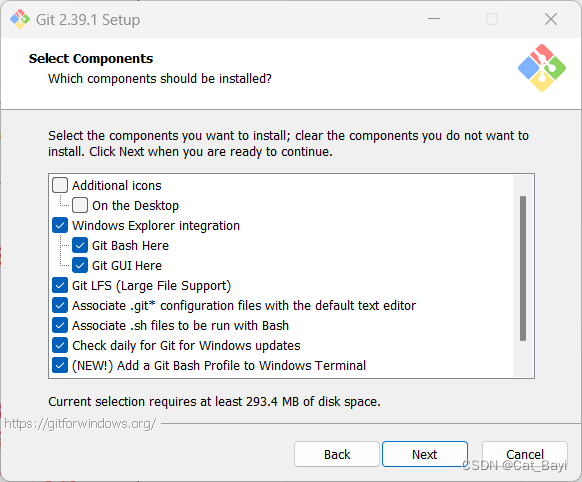 Git 2.39.1 Setup
Select Components
Which components should be installed?
Select the components you want to install; clear the components you do not want to
install. Click Next when you are ready to continue.
Additional icons
On the Desktop
Windows Explorer integration
Git Bash Here
Git GUI Here
Git LFS (Large File Support)
Associate .git* configuration files with the default text editor
Associate .sh files to be run with Bash
Check daily for Git for Windows updates
(NEW!) Add a Git Bash Profile to Windows Terminal
Current selection requires at least 293.4 MB of disk space.
https://gitforwindows.org/
Back Next Cancel
CSDN @Cat_Bayi